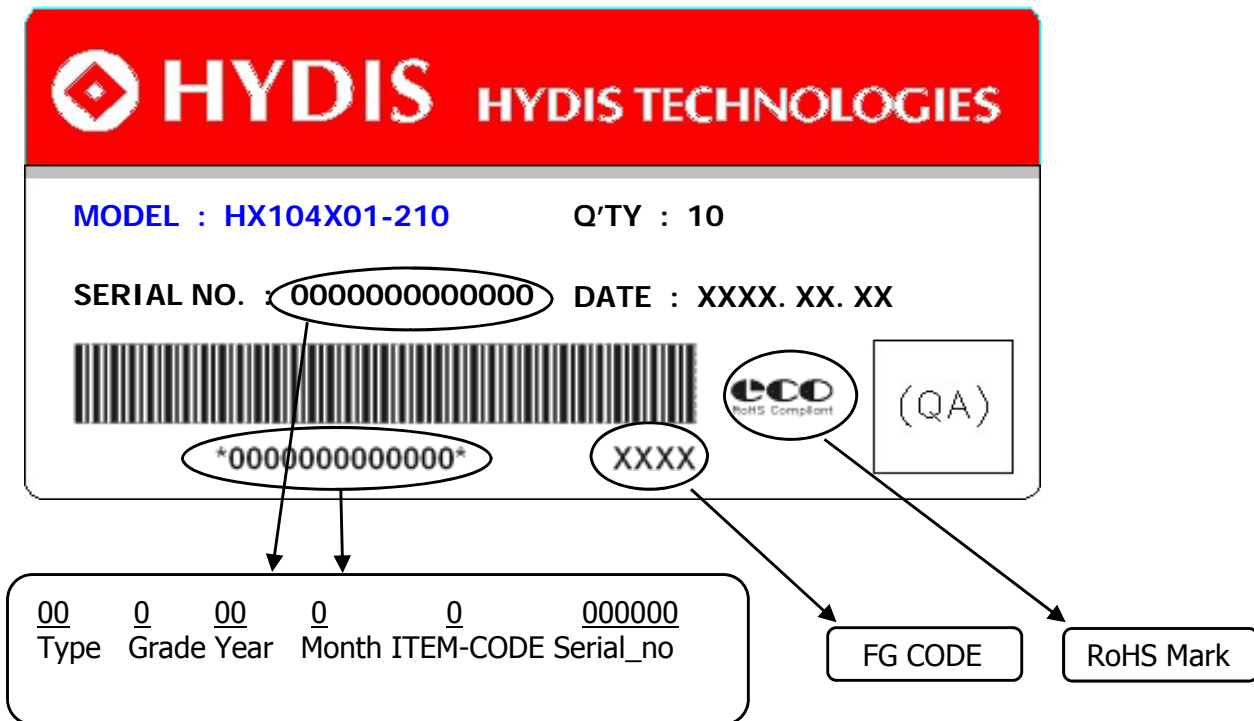 HYDIS HYDIS TECHNOLOGIES
MODEL : HX104X01-210 Q'TY : 10
SERIAL NO. : 0000000000000 DATE : XXXX. XX. XX
eco
RoHS Compliant
(QA)
*0000000000000* XXXX
00 0 00 0 0 000000
Type Grade Year Month ITEM-CODE Serial_no
FG CODE RoHS Mark